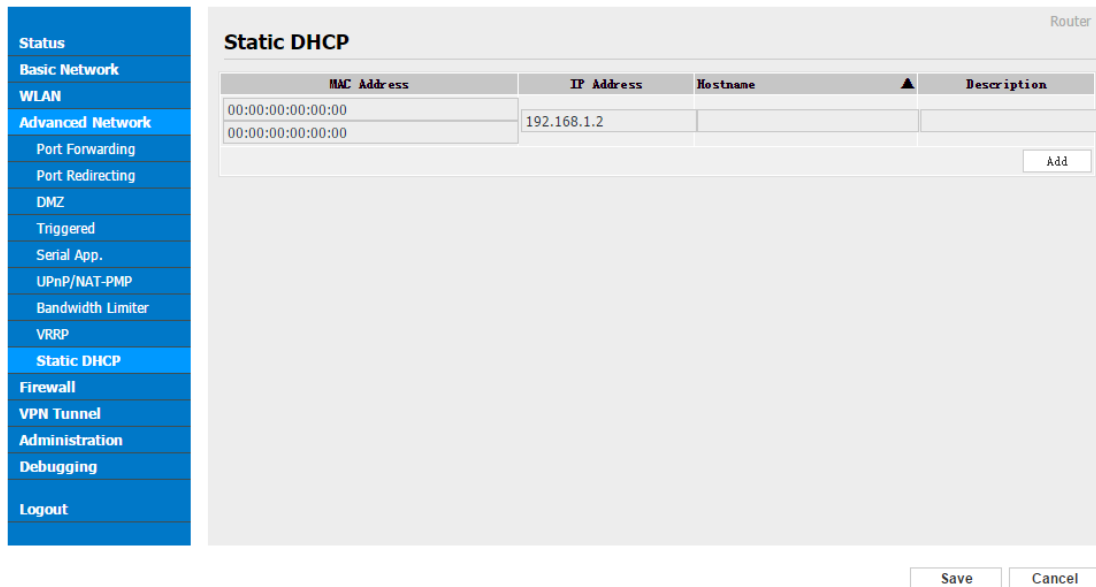 Router
Status
Basic Network
WLAN
Advanced Network
Port Forwarding
Port Redirecting
DMZ
Triggered
Serial App.
UPnP/NAT-PMP
Bandwidth Limiter
VRRP
Static DHCP
Firewall
VPN Tunnel
Administration
Debugging
Logout
Static DHCP
MAC Address IP Address Hostname ▲ Description
00:00:00:00:00:00
00:00:00:00:00:00
192.168.1.2
Add
Save Cancel